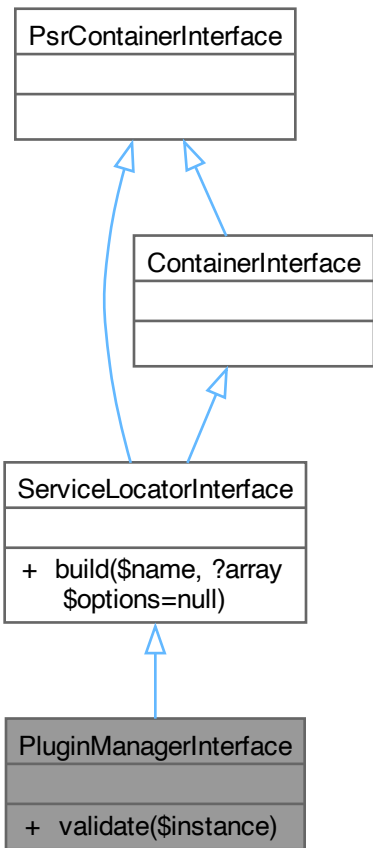 PsrContainerInterface
ContainerInterface
ServiceLocatorInterface
+ build($name, ?array
$options=null)
PluginManagerInterface
+ validate($instance)